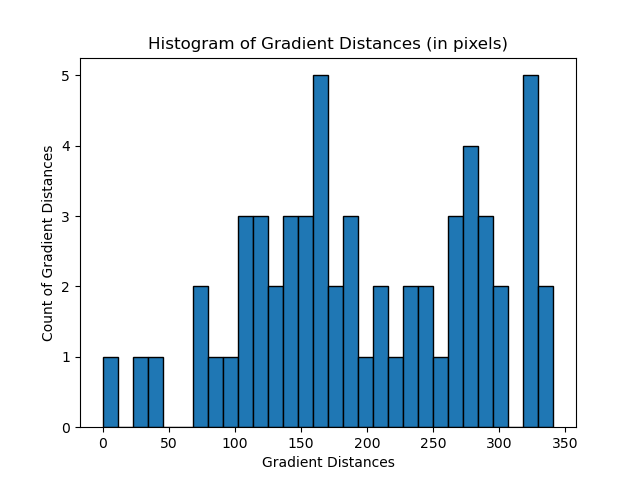 Histogram of Gradient Distances (in pixels)
5
4
3
2
1
0
Count of Gradient Distances
0 50 100 150 200 250 300 350
Gradient Distances